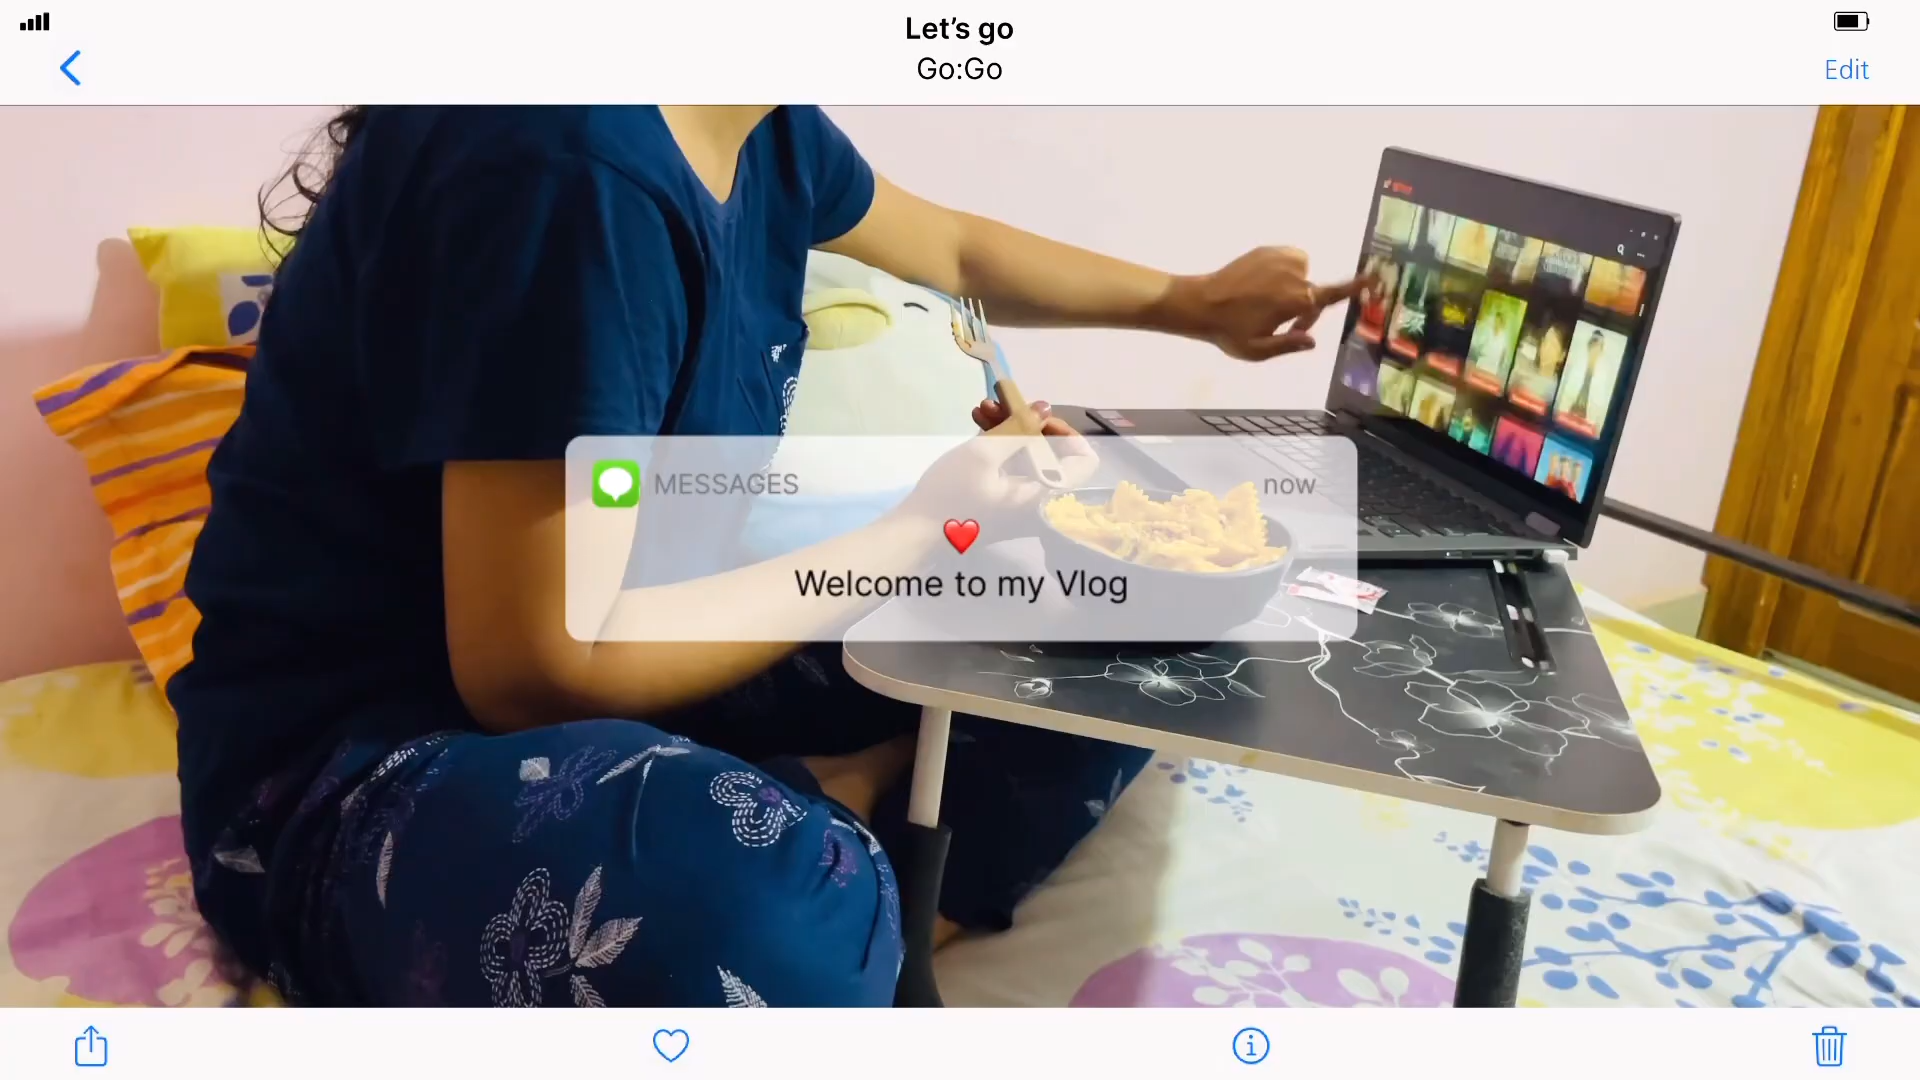 Let’s go
Go:Go
Edit
MESSAGES
now
❤️
Welcome to my Vlog